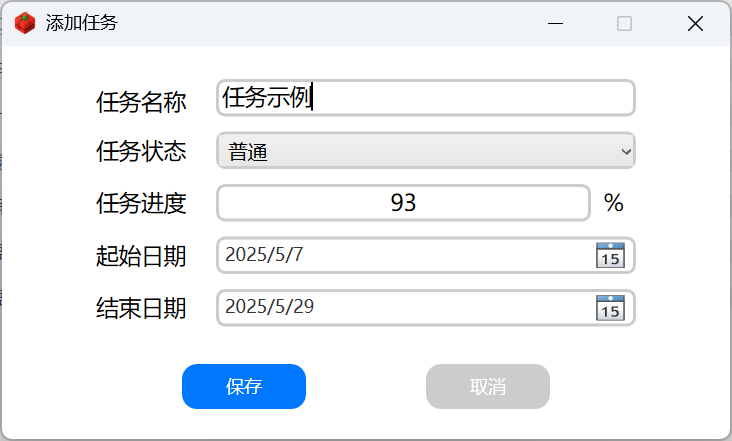 添加任务
任务名称 任务示例
任务状态 普通
任务进度 93 %
起始日期 2025/5/7 15
结束日期 2025/5/29 15
保存 取消